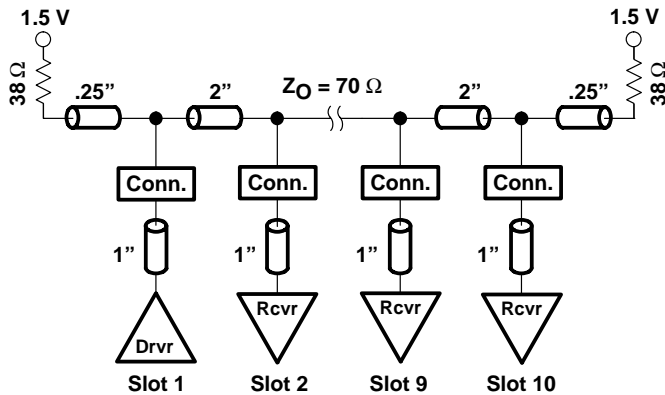 1.5 V 1.5 V
38 Ω .25” 2” ZO = 70 Ω 2” .25” 38 Ω
Conn. Conn. Conn. Conn.
1” 1” 1” 1”
Drvr Rcvr Rcvr Rcvr
Slot 1 Slot 2 Slot 9 Slot 10